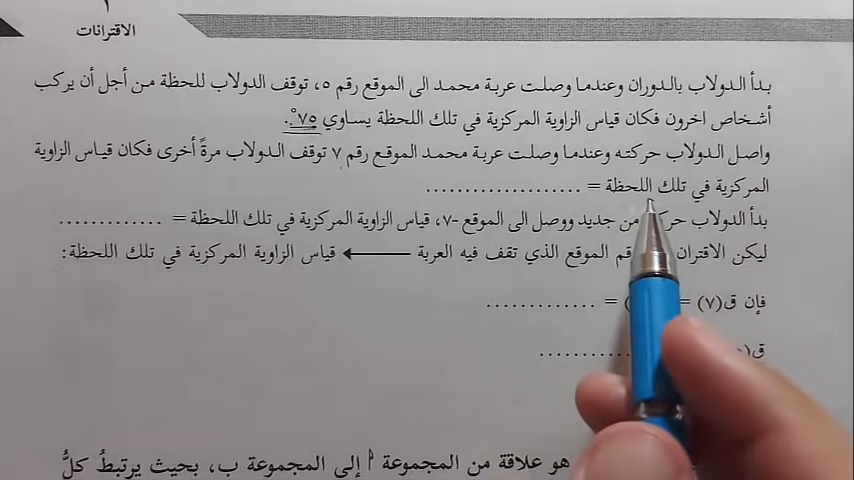 ١
الاقترانات
بدأ الدولاب بالدوران وعندما وصلت عربة محمد الى الموقع رقم ٥، توقف الدولاب للحظة من أجل أن يركب
أشخاص اخرون فكان قياس الزاوية المركزية في تلك اللحظة يساوي ٧٥°.
واصل الدولاب حركته وعندما وصلت عربة محمد الى الموقع رقم ٧ توقف الدولاب مرةً أخرى فكان قياس الزاوية
المركزية في تلك اللحظة = ....................
بدأ الدولاب من جديد ووصل الى الموقع -٧، قياس الزاوية المركزية في تلك اللحظة = .............
ليكن الاقتران الموقع الذي تقف فيه العربة ← قياس الزاوية المركزية في تلك اللحظة:
فإن ق(٧) = = .............
هو علاقة من المجموعة أ إلى المجموعة ب، بحيث يرتبطُ كلُّ